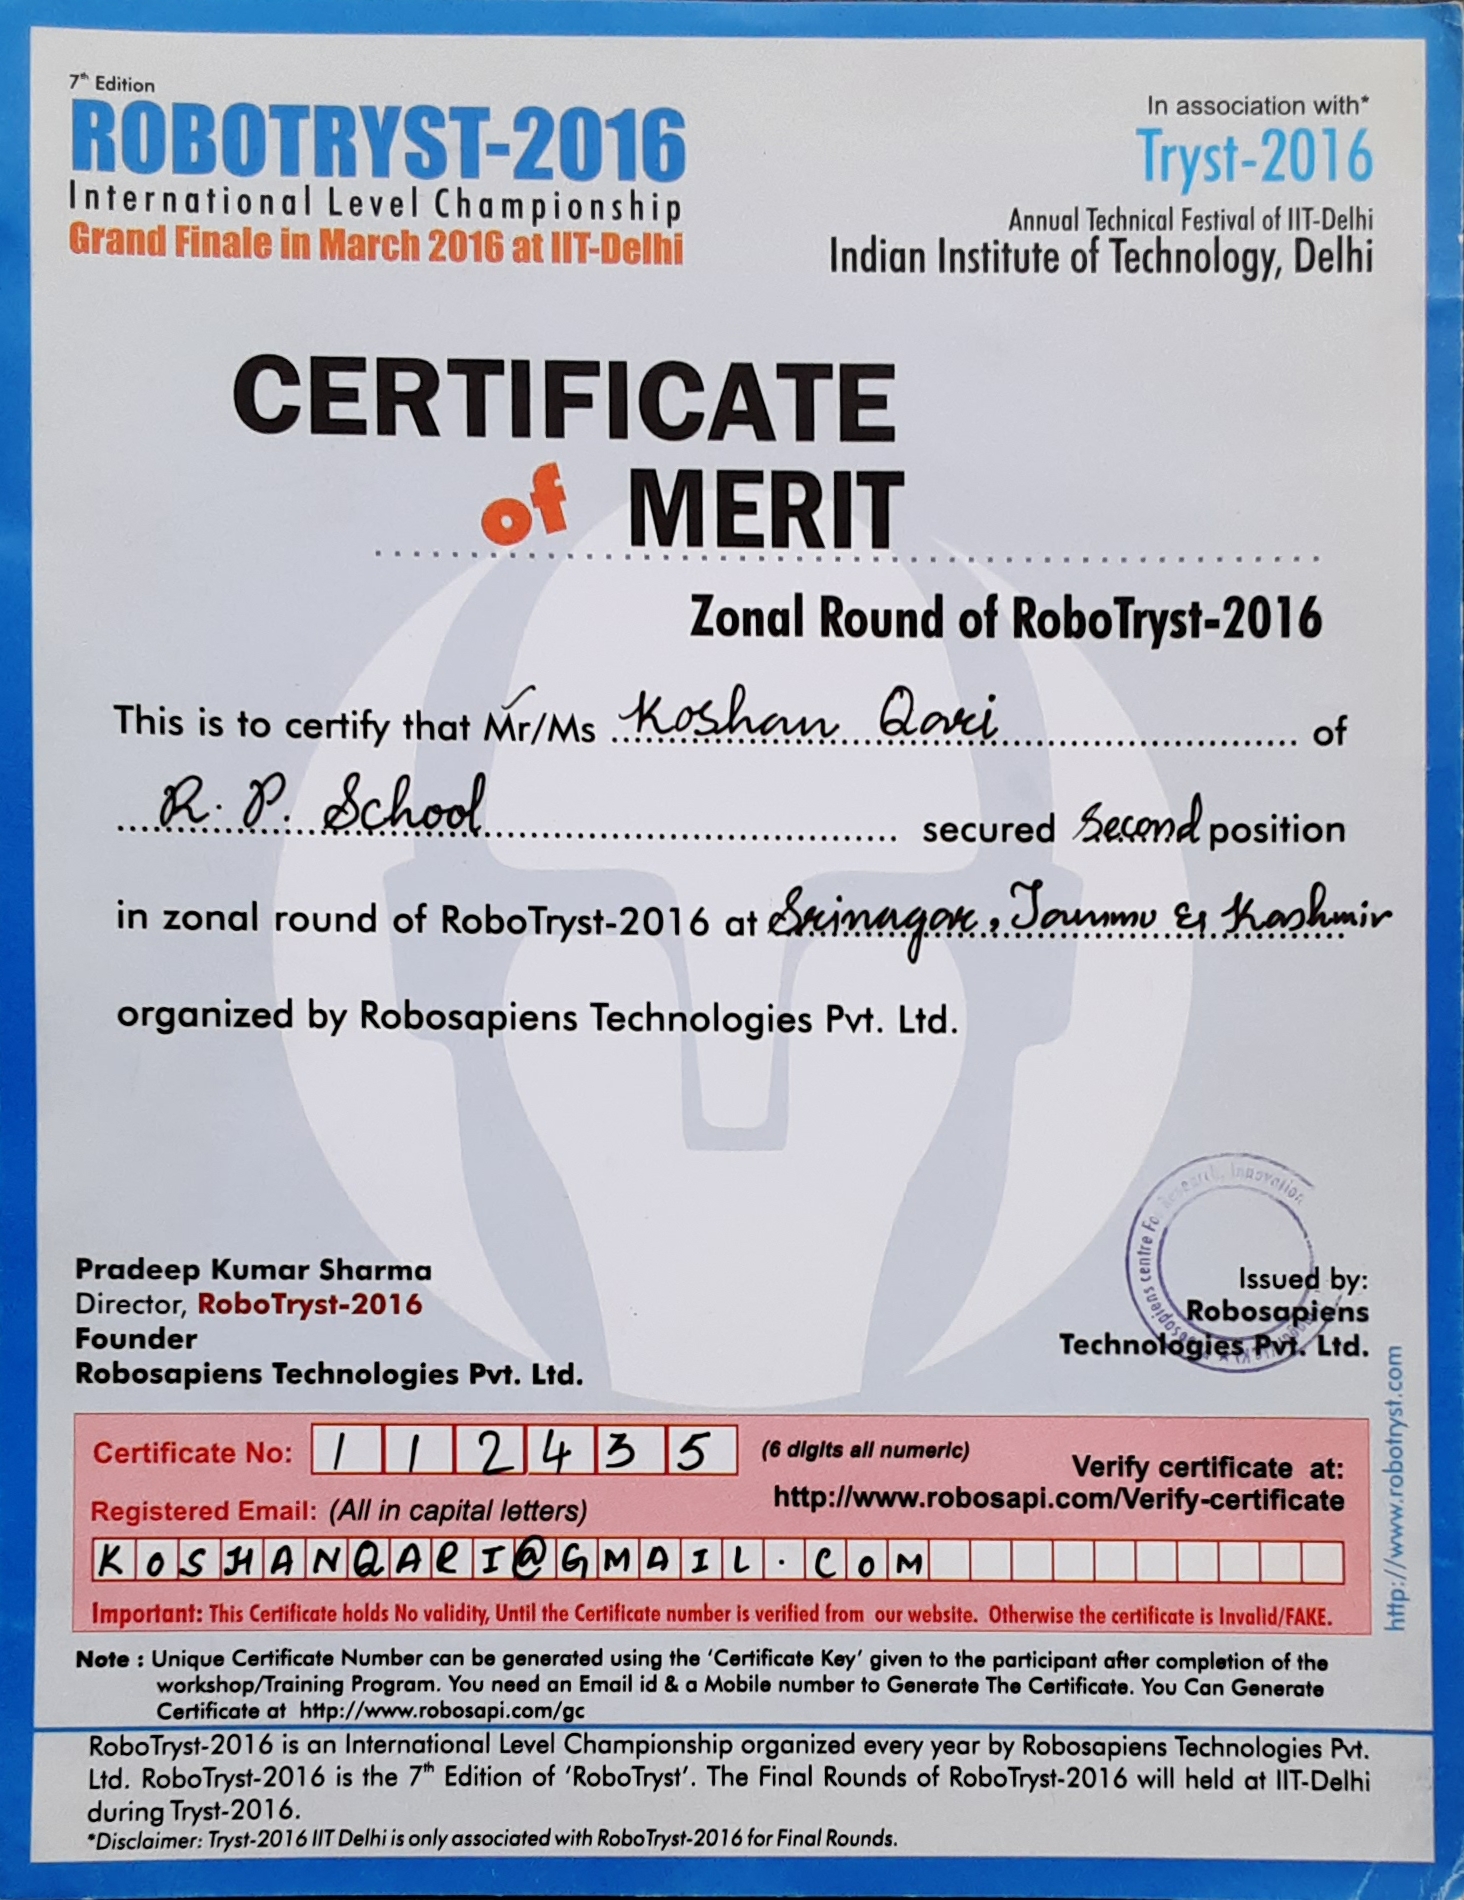 7th Edition
ROBOTRYST-2016
International Level Championship
Grand Finale in March 2016 at IIT-Delhi
In association with*
Tryst-2016
Annual Technical Festival of IIT-Delhi
Indian Institute of Technology, Delhi
CERTIFICATE
of MERIT
Zonal Round of RoboTryst-2016
This is to certify that Mr/Ms Koshan Qari of
R. P. School secured Second position
in zonal round of RoboTryst-2016 at Srinagar, Jammu & Kashmir
organized by Robosapiens Technologies Pvt. Ltd.
Robosapiens centre For Research, Innovation
Pradeep Kumar Sharma
Director, RoboTryst-2016
Founder
Robosapiens Technologies Pvt. Ltd.
Issued by:
Robosapiens
Technologies Pvt. Ltd.
http://www.robotryst.com
Certificate No: 112435 (6 digits all numeric)
Verify certificate at:
http://www.robosapi.com/Verify-certificate
Registered Email: (All in capital letters)
KOSHANQARI@GMAIL.COM
Important: This Certificate holds No validity, Until the Certificate number is verified from our website. Otherwise the certificate is Invalid/FAKE.
Note : Unique Certificate Number can be generated using the 'Certificate Key' given to the participant after completion of the
workshop/Training Program. You need an Email id & a Mobile number to Generate The Certificate. You Can Generate
Certificate at http://www.robosapi.com/gc
RoboTryst-2016 is an International Level Championship organized every year by Robosapiens Technologies Pvt.
Ltd. RoboTryst-2016 is the 7th Edition of 'RoboTryst'. The Final Rounds of RoboTryst-2016 will held at IIT-Delhi
during Tryst-2016.
*Disclaimer: Tryst-2016 IIT Delhi is only associated with RoboTryst-2016 for Final Rounds.